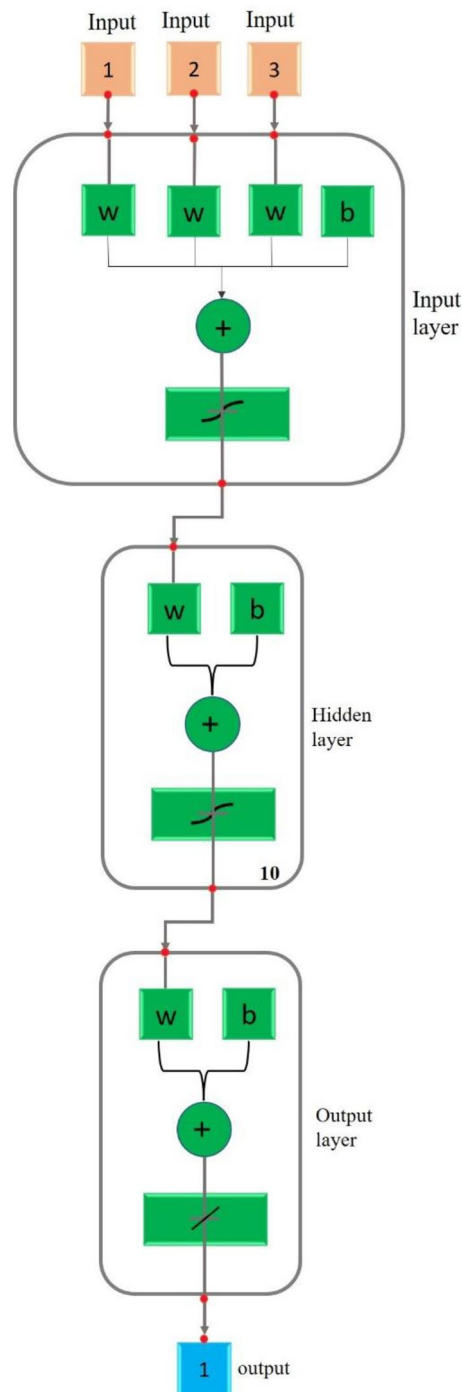 Input Input Input
1 2 3
w w w b
Input
layer
+
w b
+
Hidden
layer
10
w b
+
Output
layer
1 output